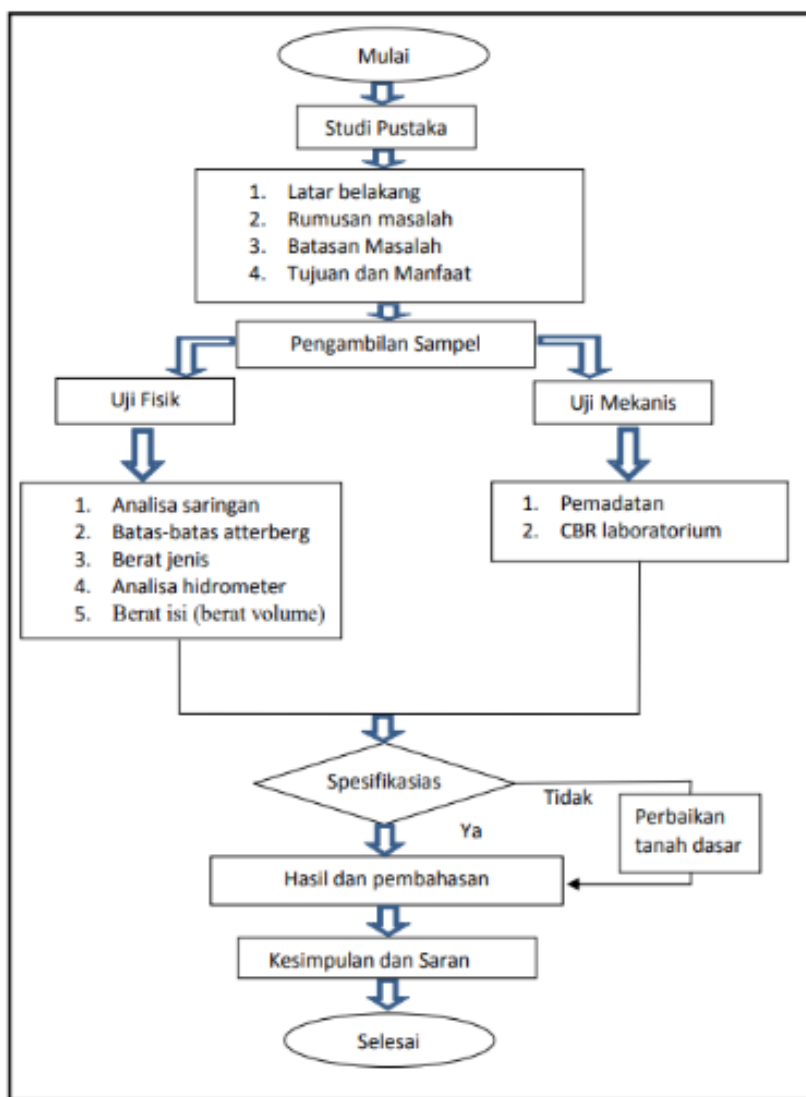 Mulai
Studi Pustaka
1. Latar belakang
2. Rumusan masalah
3. Batasan Masalah
4. Tujuan dan Manfaat
Pengambilan Sampel
Uji Fisik
Uji Mekanis
1. Analisa saringan
2. Batas-batas atterberg
3. Berat jenis
4. Analisa hidrometer
5. Berat isi (berat volume)
1. Pemadatan
2. CBR laboratorium
Spesifikasias
Tidak
Ya
Perbaikan
tanah dasar
Hasil dan pembahasan
Kesimpulan dan Saran
Selesai